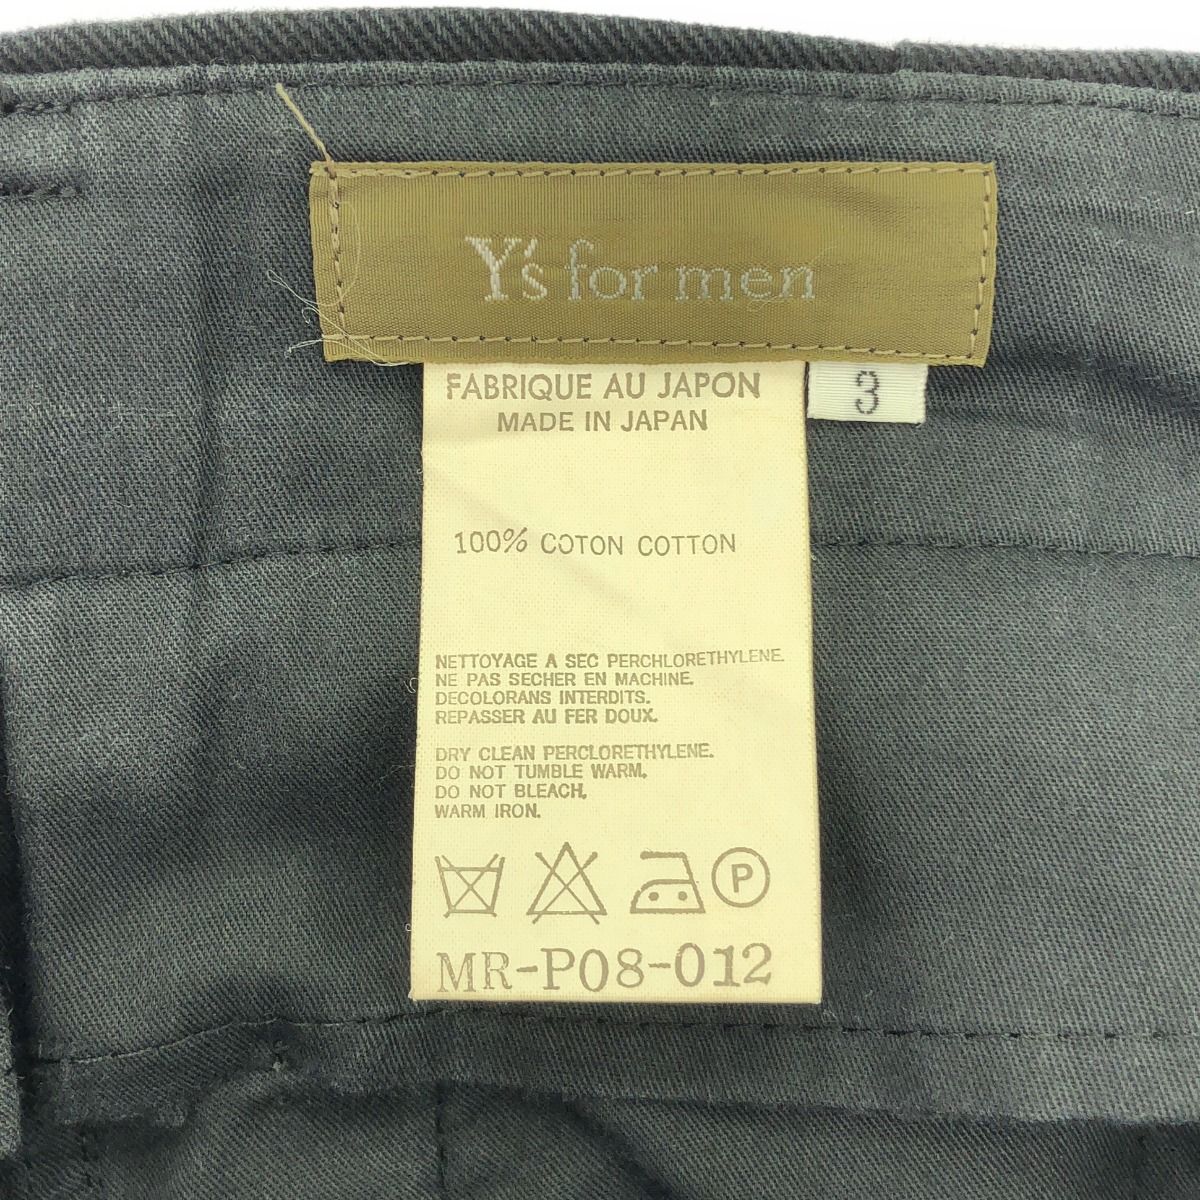 Y's for men
FABRIQUE AU JAPON
MADE IN JAPAN
3
100% COTON COTTON
NETTOYAGE A SEC PERCHLORETHYLENE.
NE PAS SECHER EN MACHINE.
DECOLORANS INTERDITS.
REPASSER AU FER DOUX.
DRY CLEAN PERCLORETHYLENE.
DO NOT TUMBLE WARM.
DO NOT BLEACH.
WARM IRON.
P
MR-P08-012